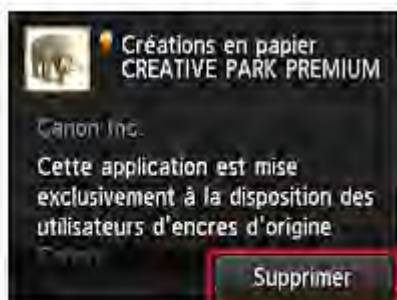 Créations en papier
CREATIVE PARK PREMIUM
Canon Inc.
Cette application est mise
exclusivement à la disposition des
utilisateurs d'encres d'origine
Supprimer